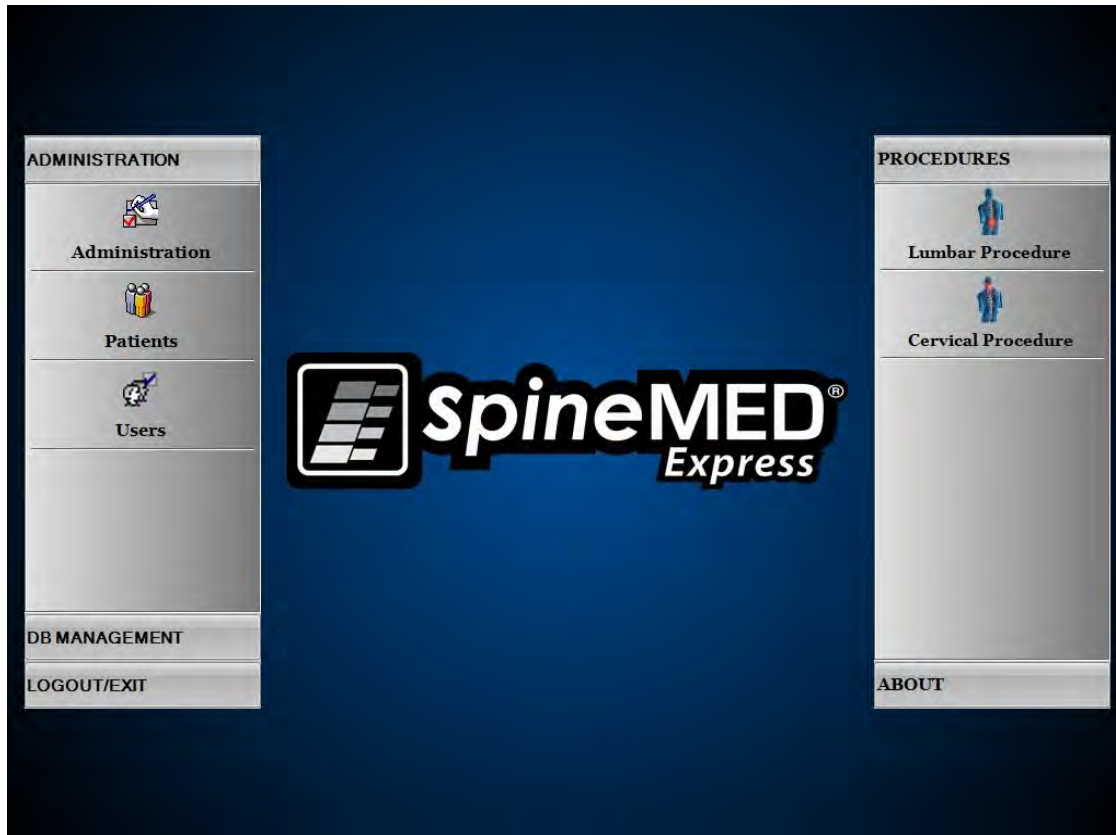 ADMINISTRATION
Administration
Patients
Users
DB MANAGEMENT
LOGOUT/EXIT
spineMED®
Express
PROCEDURES
Lumbar Procedure
Cervical Procedure
ABOUT